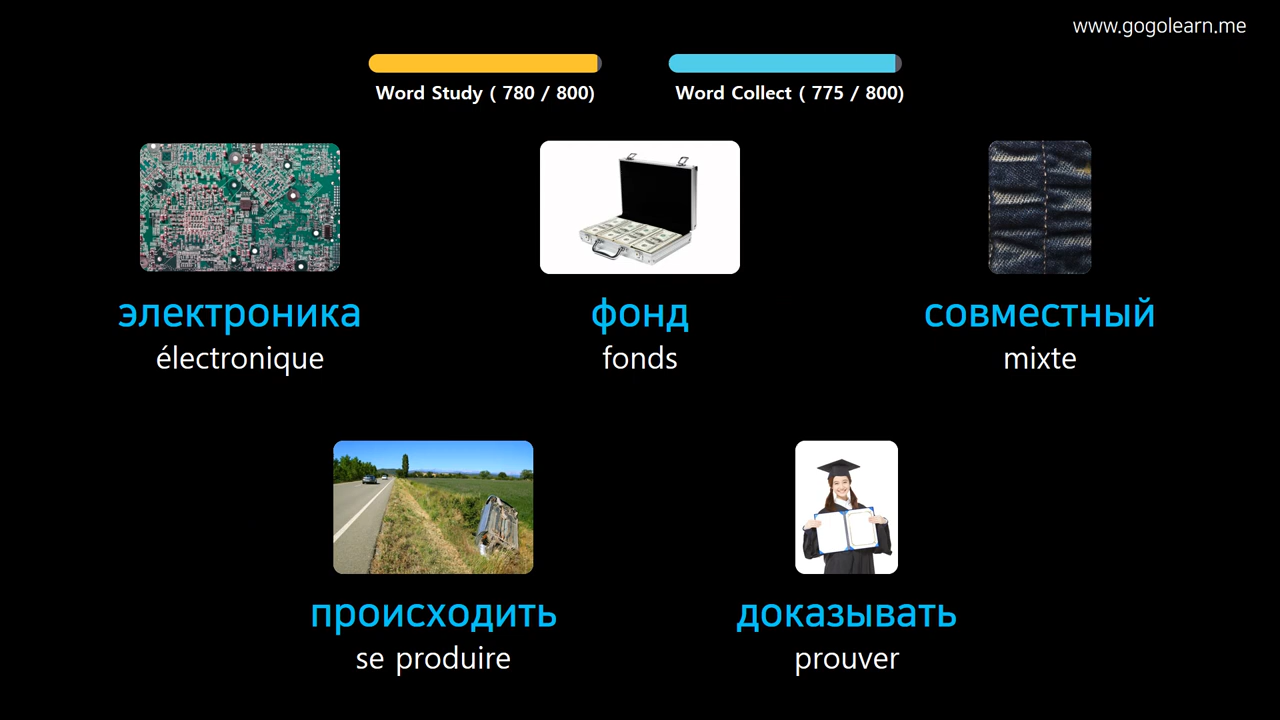 www.gogolearn.me
Word Study ( 780 / 800)
Word Collect ( 775 / 800)
электроника
électronique
фонд
fonds
совместный
mixte
происходить
se produire
доказывать
prouver